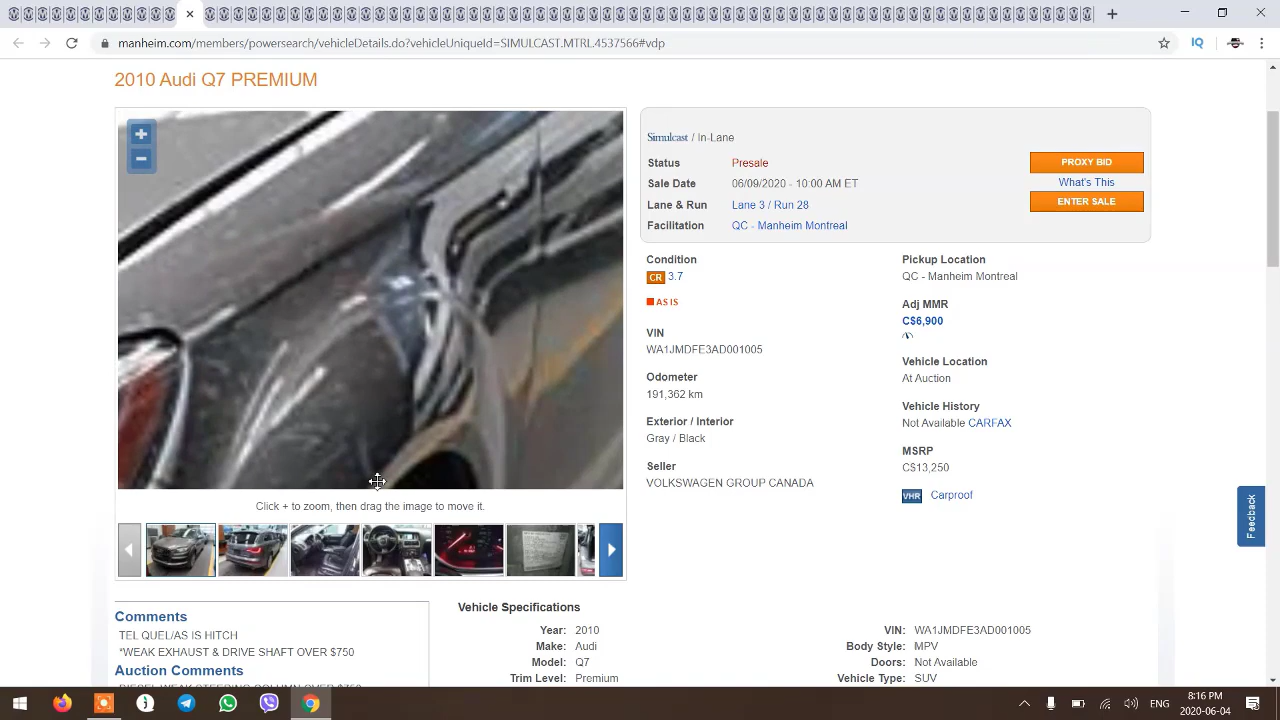 manheim.com/members/powersearch/vehicleDetails.do?vehicleUniqueId=SIMULCAST.MTRL.4537566#vdp
2010 Audi Q7 PREMIUM
Simulcast / In-Lane
Status Presale
Sale Date 06/09/2020 - 10:00 AM ET
Lane & Run Lane 3 / Run 28
Facilitation QC - Manheim Montreal
PROXY BID
What's This
ENTER SALE
Condition
CR 3.7
AS IS
VIN
WA1JMDFE3AD001005
Odometer
191,362 km
Exterior / Interior
Gray / Black
Seller
VOLKSWAGEN GROUP CANADA
Pickup Location
QC - Manheim Montreal
Adj MMR
C$6,900
Vehicle Location
At Auction
Vehicle History
Not Available CARFAX
MSRP
C$13,250
VHR Carproof
Feedback
Click + to zoom, then drag the image to move it.
Comments
TEL QUEL/AS IS HITCH
*WEAK EXHAUST & DRIVE SHAFT OVER $750
Auction Comments
DIESEL WEAK STEERING COLUMN OVER $750
Vehicle Specifications
Year: 2010
Make: Audi
Model: Q7
Trim Level: Premium
VIN: WA1JMDFE3AD001005
Body Style: MPV
Doors: Not Available
Vehicle Type: SUV
ENG
8:16 PM
2020-06-04